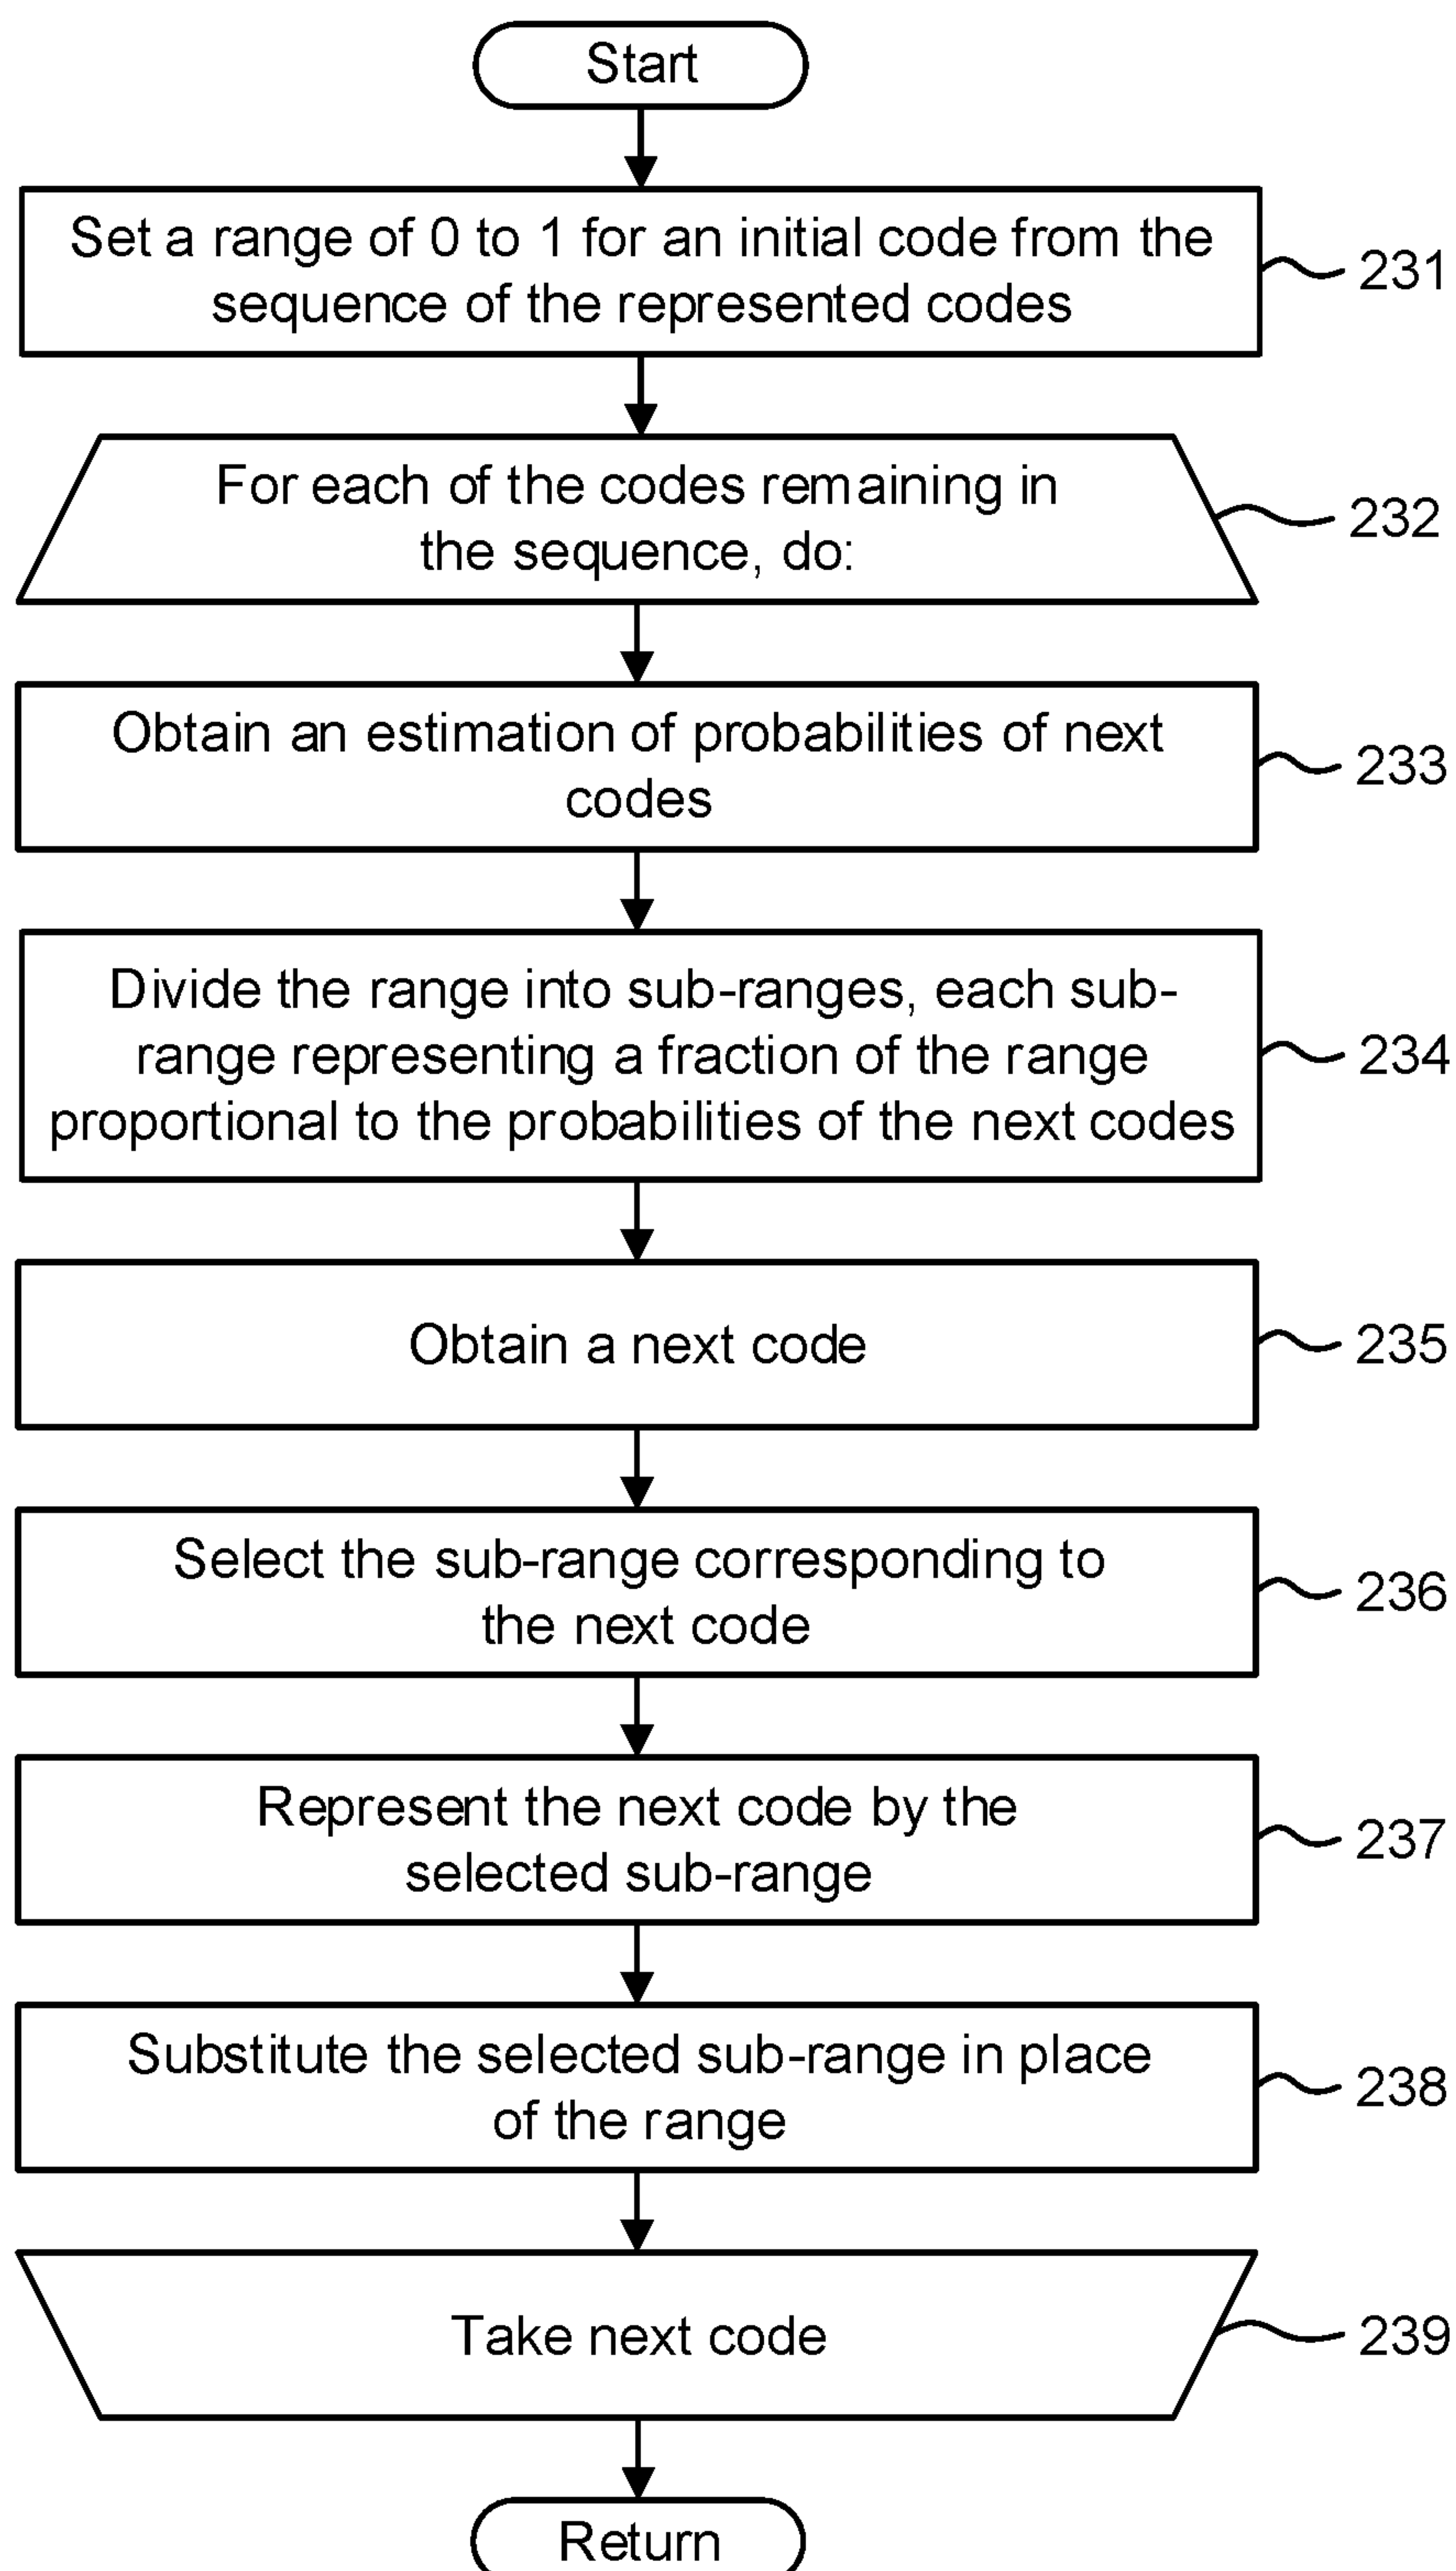 Start
Set a range of 0 to 1 for an initial code from the
sequence of the represented codes
231
For each of the codes remaining in
the sequence, do:
232
Obtain an estimation of probabilities of next
codes
233
Divide the range into sub-ranges, each sub-
range representing a fraction of the range
proportional to the probabilities of the next codes
234
Obtain a next code
235
Select the sub-range corresponding to
the next code
236
Represent the next code by the
selected sub-range
237
Substitute the selected sub-range in place
of the range
238
Take next code
239
Return